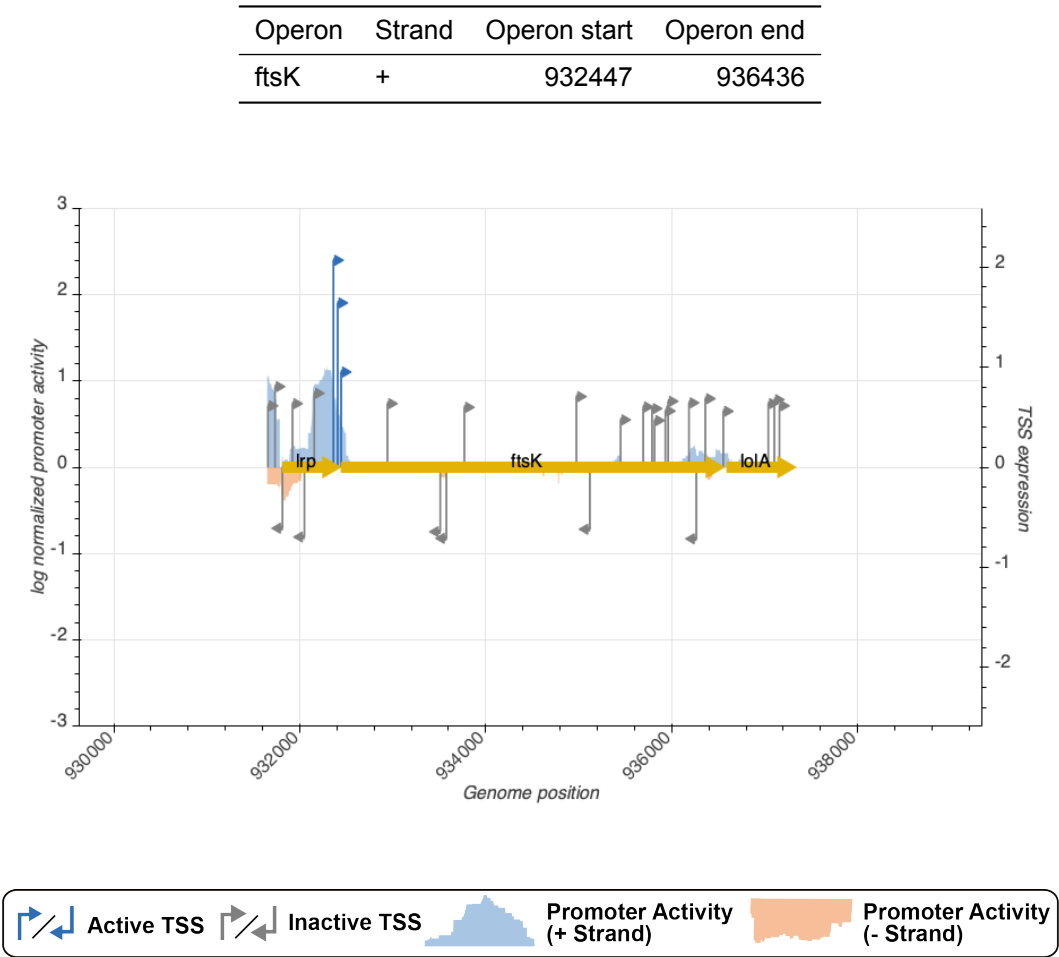 Operon Strand Operon start Operon end
ftsK + 932447 936436
3
2
1
0
-1
-2
-3
log normalized promoter activity
2
1
0
-1
-2
TSS expression
lrp ftsK lolA
930000 932000 934000 936000 938000
Genome position
Active TSS Inactive TSS Promoter Activity (+ Strand) Promoter Activity (- Strand)